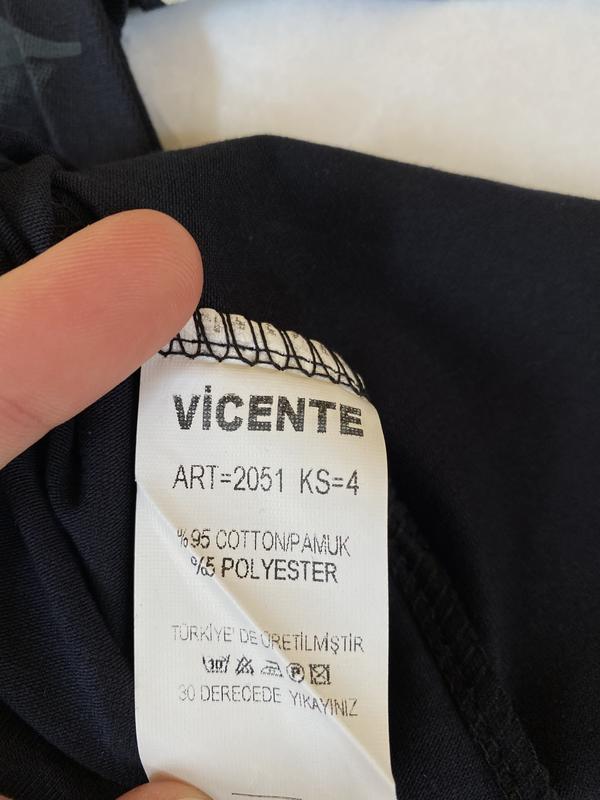 VİCENTE
ART=2051 KS=4
%95 COTTON/PAMUK
%5 POLYESTER
TÜRKİYE' DE ÜRETİLMİŞTİR
30 P
30 DERECEDE YIKAYINIZ